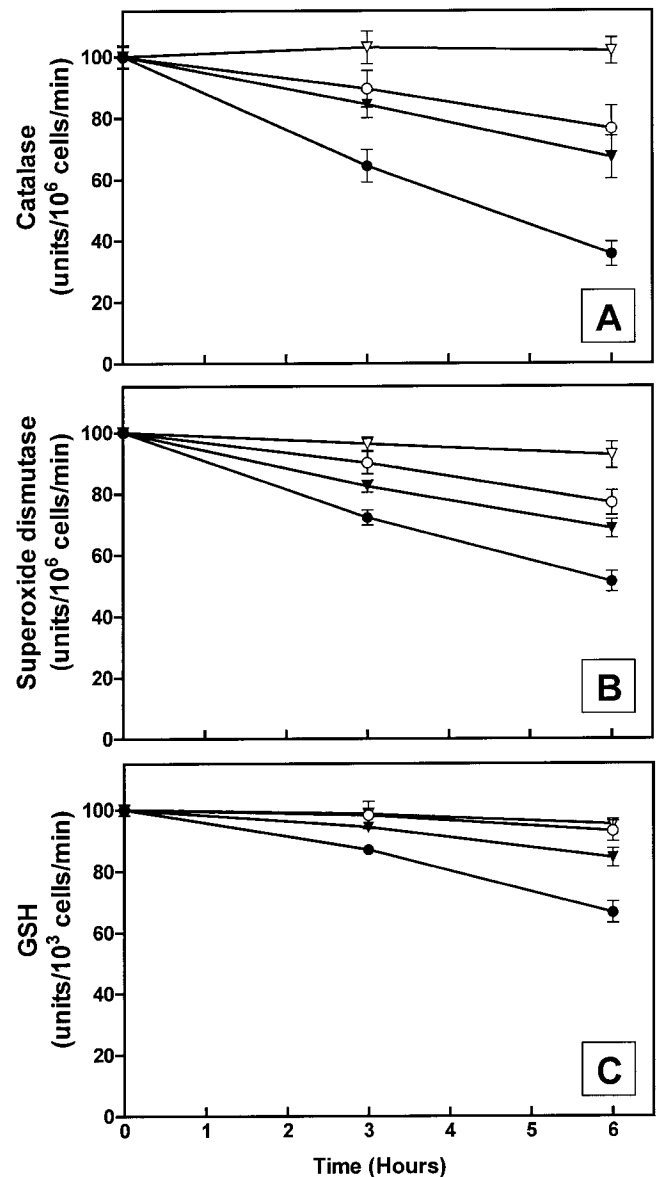 Catalase
(units/10⁶ cells/min)
100
80
60
40
20
0
A
Superoxide dismutase
(units/10⁶ cells/min)
100
80
60
40
20
0
B
GSH
(units/10³ cells/min)
100
80
60
40
20
0
C
0 1 2 3 4 5 6
Time (Hours)